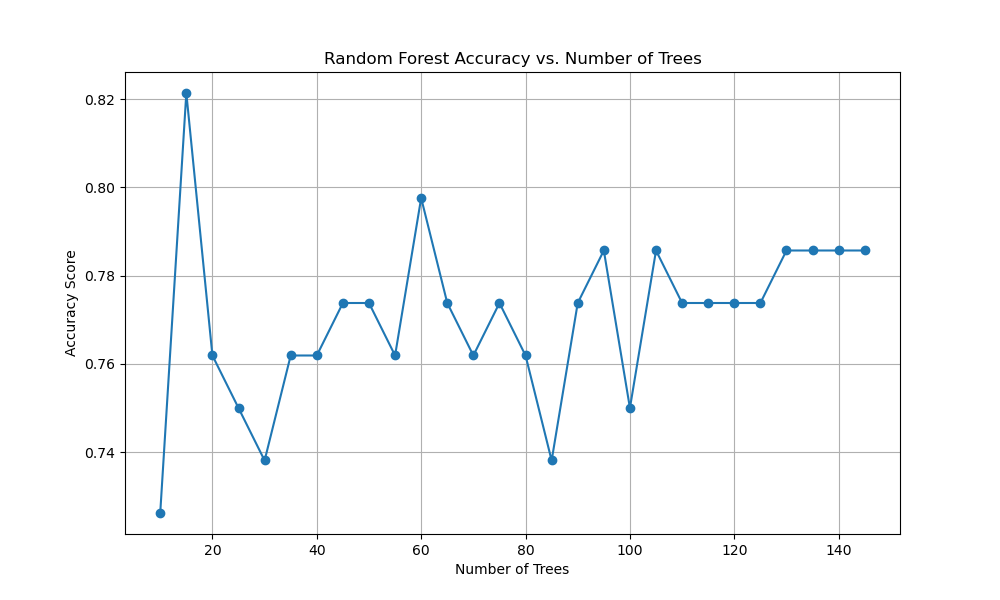 Random Forest Accuracy vs. Number of Trees
Accuracy Score
0.82
0.80
0.78
0.76
0.74
20 40 60 80 100 120 140
Number of Trees